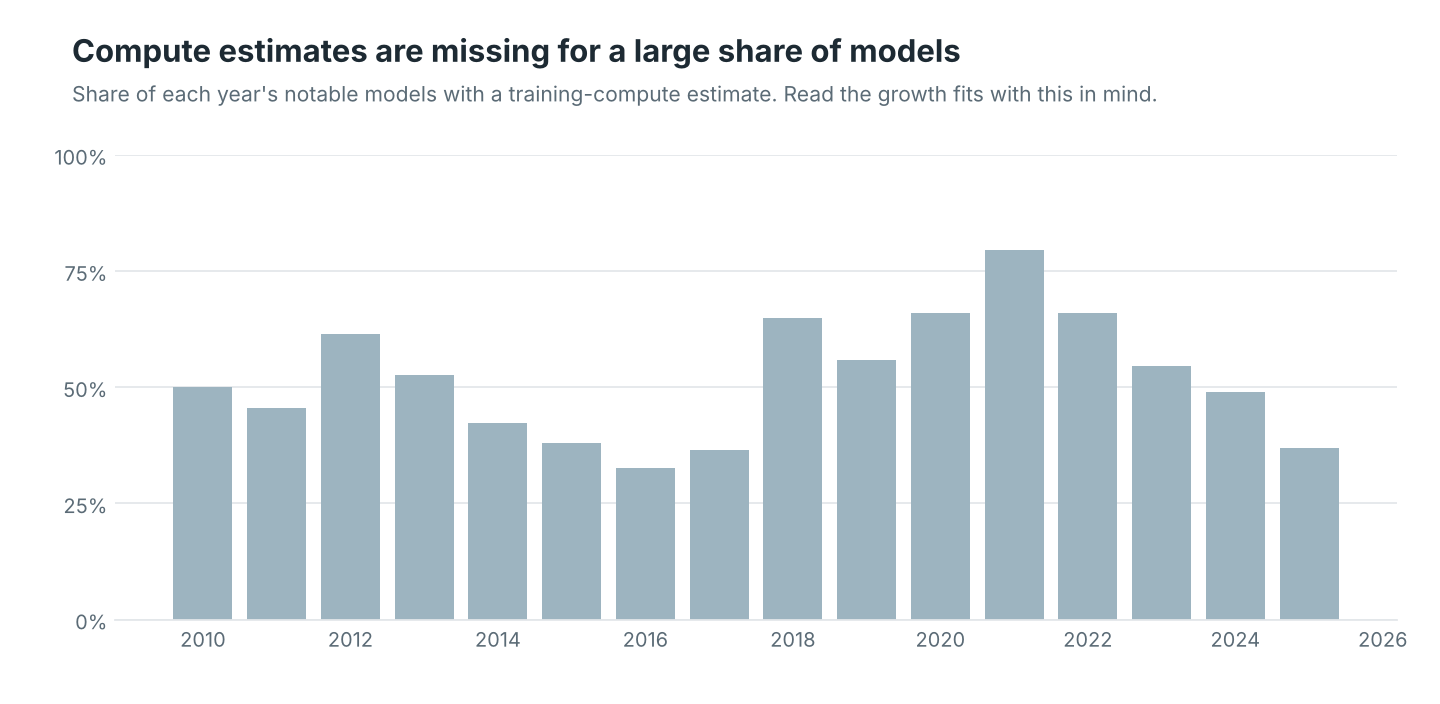 Compute estimates are missing for a large share of models
Share of each year's notable models with a training-compute estimate. Read the growth fits with this in mind.
100%
75%
50%
25%
0%
2010 2012 2014 2016 2018 2020 2022 2024 2026